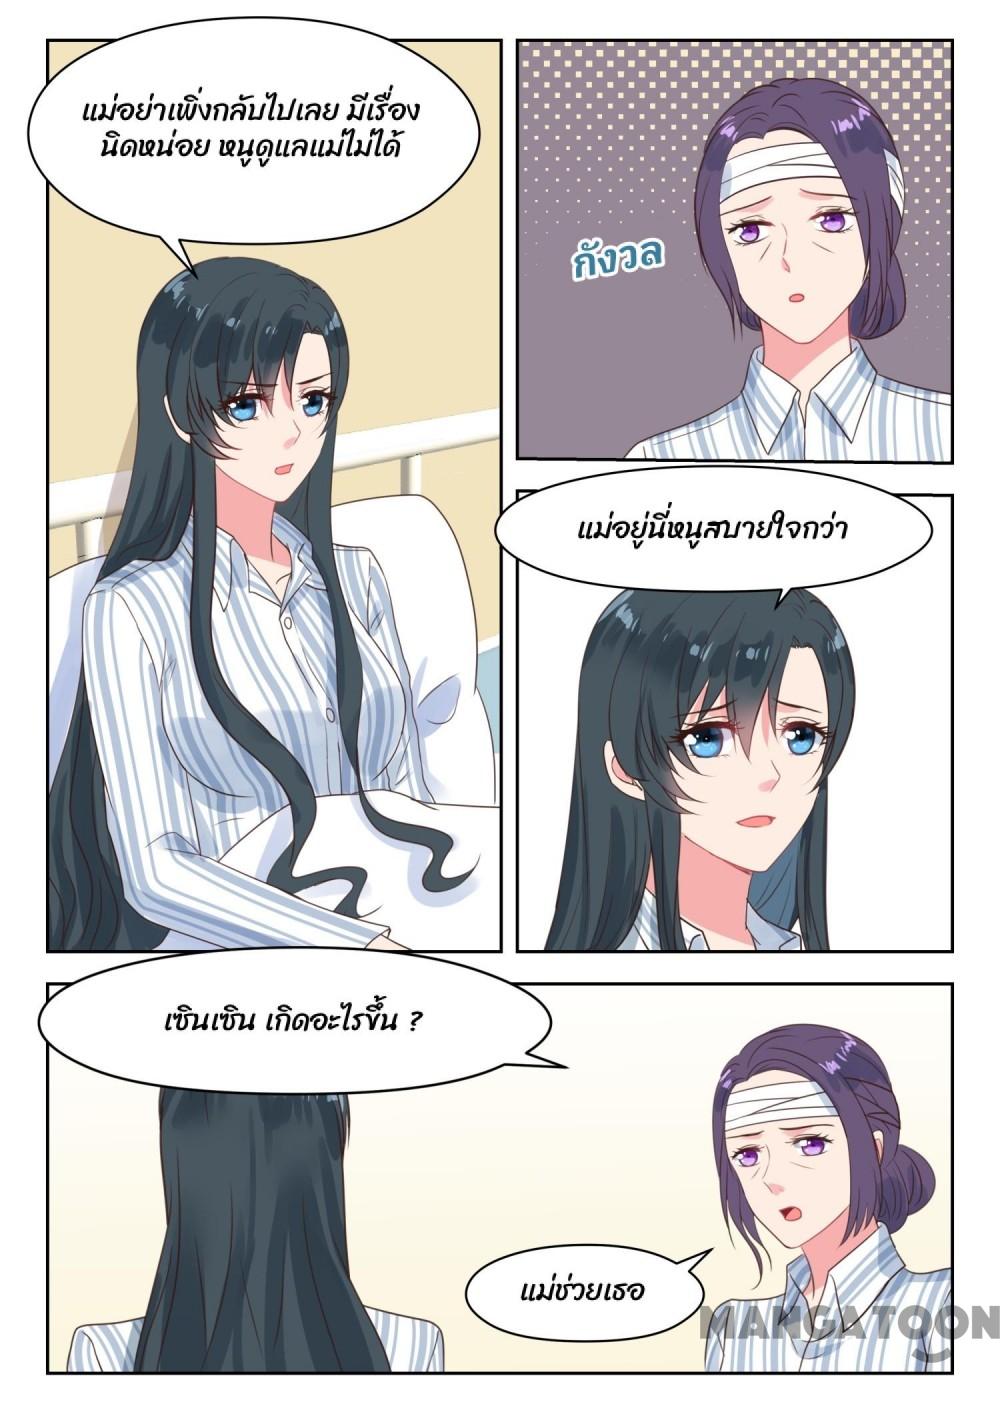 แม่อย่าเพิ่งกลับไปเลย มีเรื่อง
นิดหน่อย หนูดูแลแม่ไม่ได้
กังวล
แม่อยู่นี่หนูสบายใจกว่า
เซินเซิน เกิดอะไรขึ้น ?
แม่ช่วยเธอ
MANGATOON